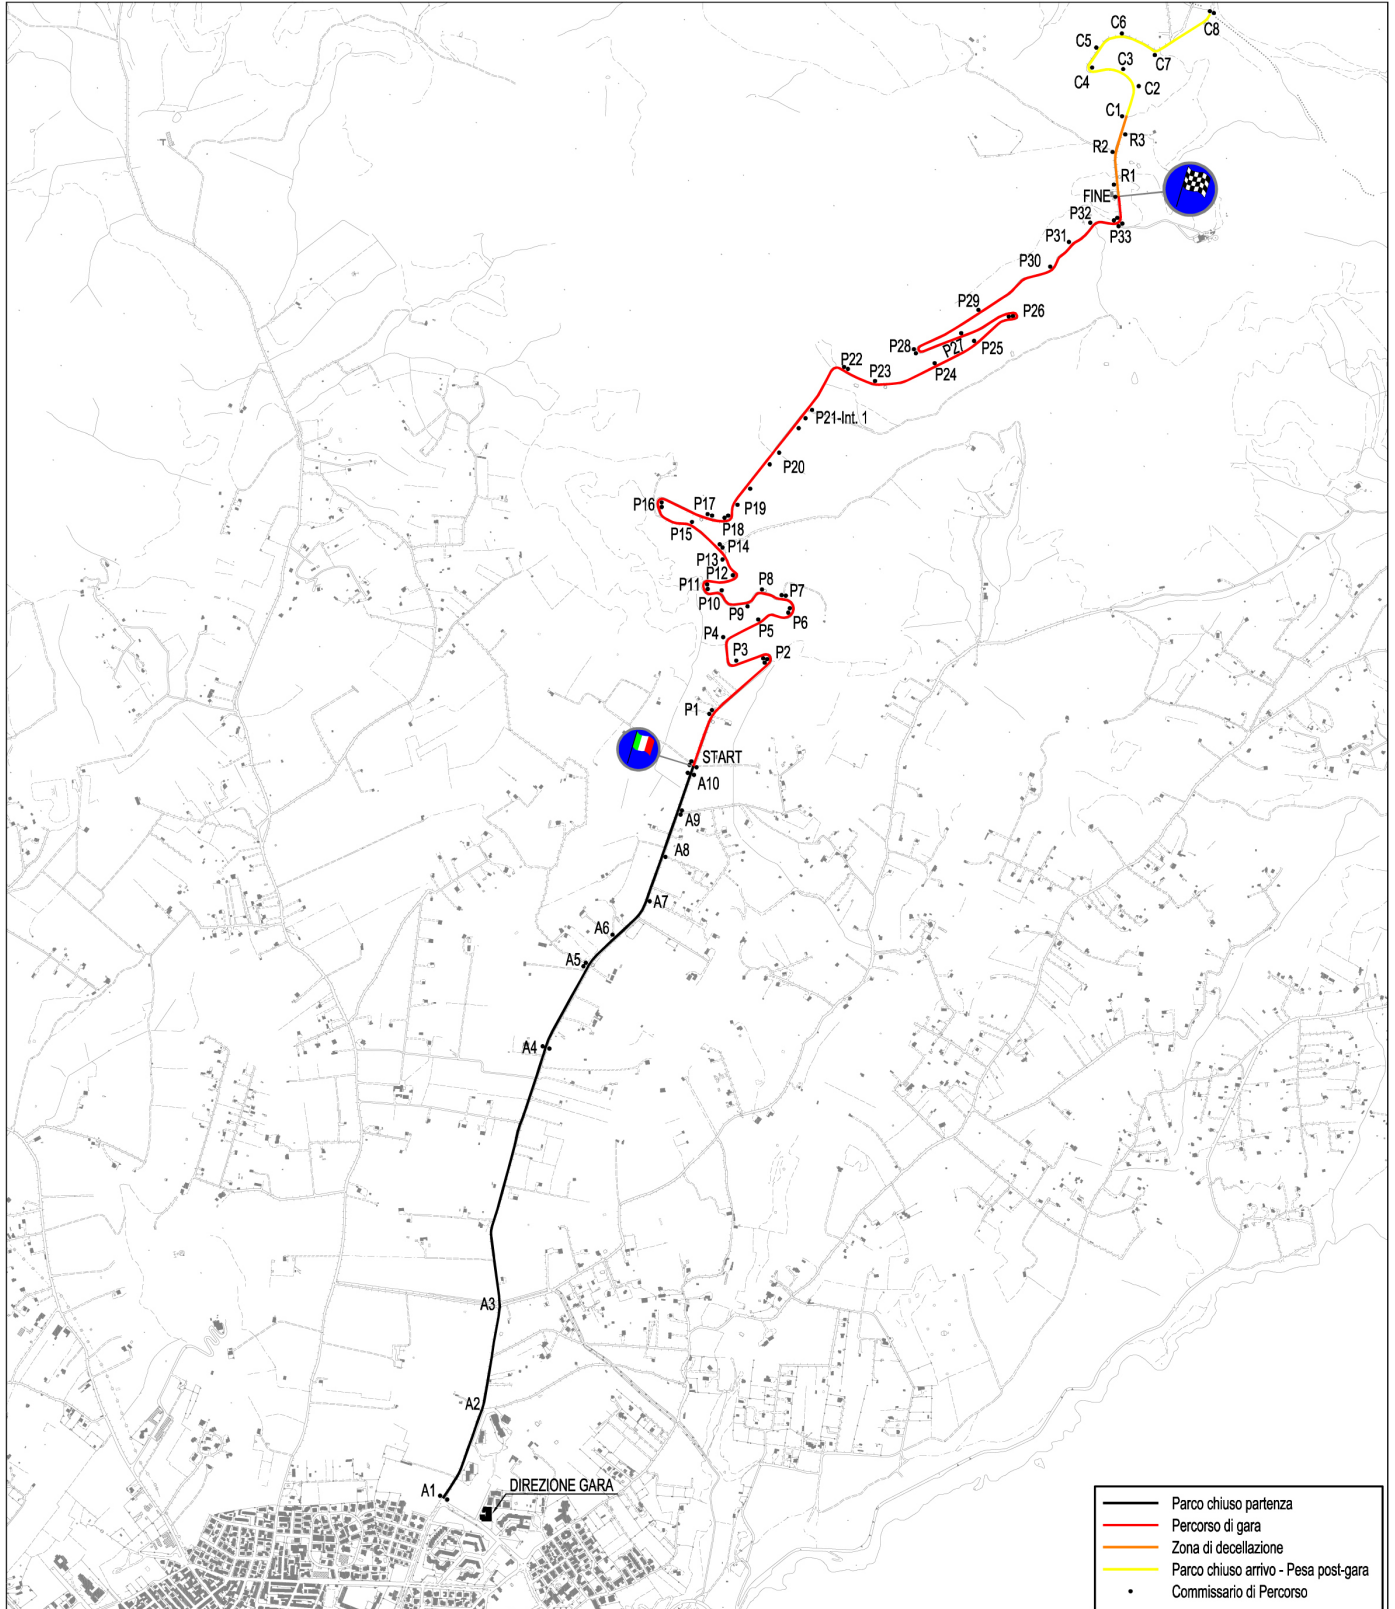 C6
C8
C5
C3
C7
C4
C2
C1
R3
R2
R1
FINE
P32
P33
P31
P30
P29
P26
P28
P27
P25
P22
P23
P24
P21-Int. 1
P20
P16
P17
P19
P18
P15
P14
P13
P12
P11
P8
P7
P10
P9
P6
P5
P4
P3
P2
P1
START
A10
A9
A8
A7
A6
A5
A4
A3
A2
A1
DIREZIONE GARA
Parco chiuso partenza
Percorso di gara
Zona di decellazione
Parco chiuso arrivo - Pesa post-gara
Commissario di Percorso